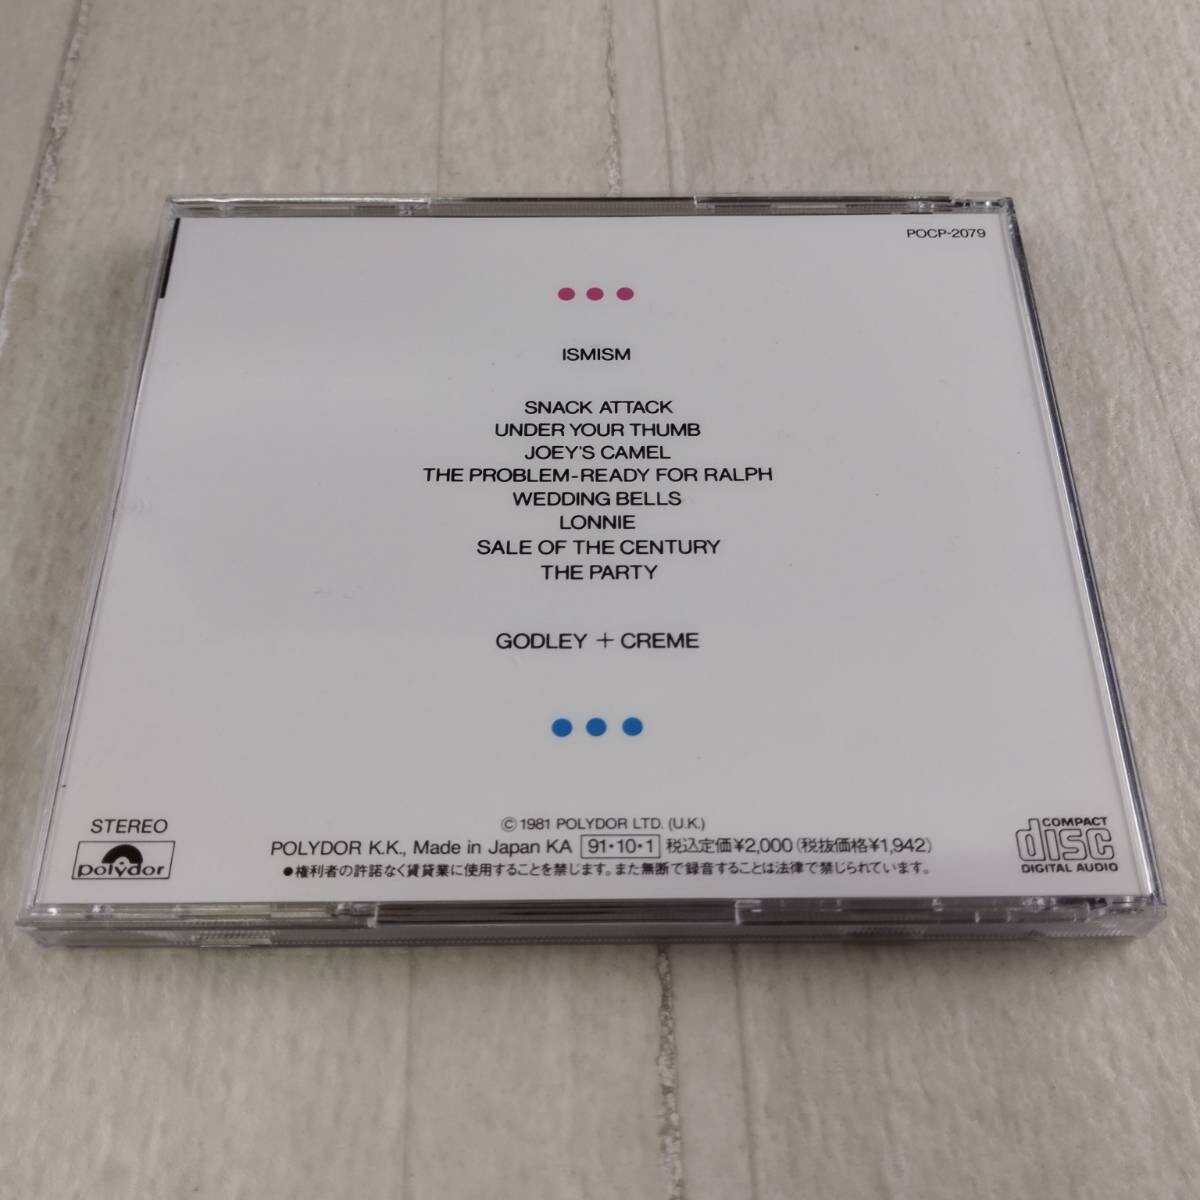 POCP-2079
ISMISM
SNACK ATTACK
UNDER YOUR THUMB
JOEY'S CAMEL
THE PROBLEM-READY FOR RALPH
WEDDING BELLS
LONNIE
SALE OF THE CENTURY
THE PARTY
GODLEY + CREME
STEREO
polydor
Ⓒ 1981 POLYDOR LTD. (U.K.)
POLYDOR K.K., Made in Japan KA 91・10・1 税込定価¥2,000 (税抜価格¥1,942)
●権利者の許諾なく賃貸業に使用することを禁じます。また無断で録音することは法律で禁じられています。
COMPACT
disc
DIGITAL AUDIO